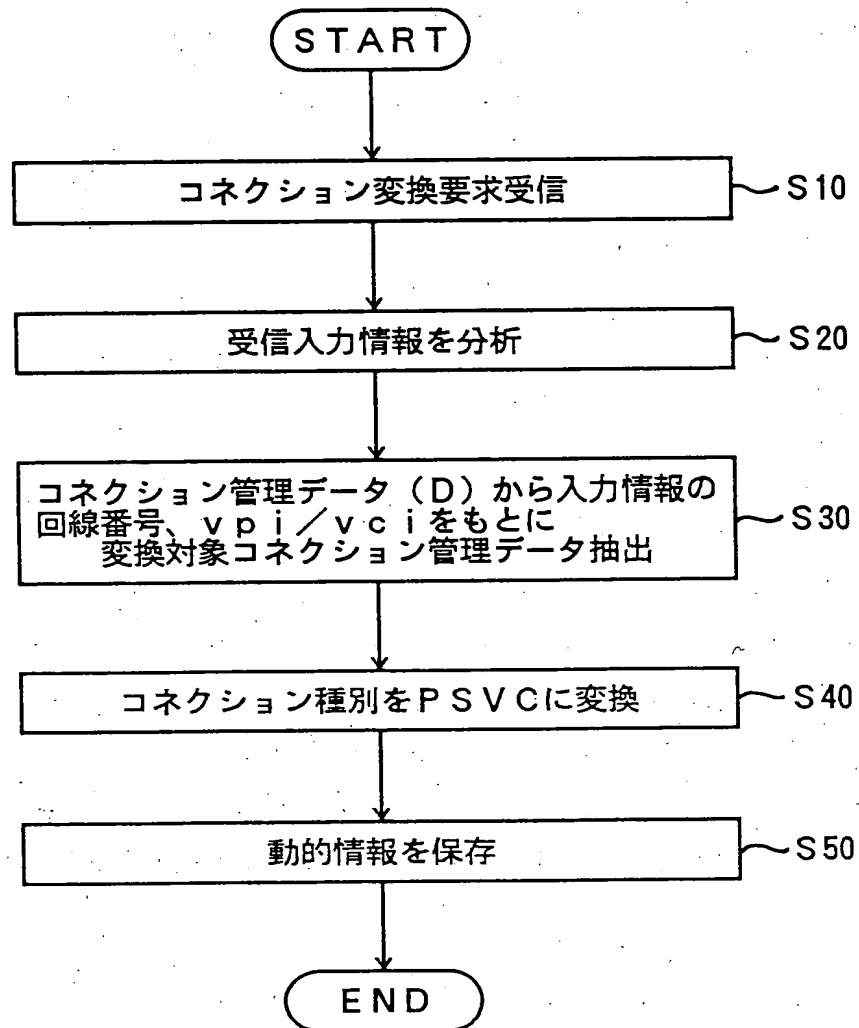 START
コネクション変換要求受信
S10
受信入力情報を分析
S20
コネクション管理データ(D)から入力情報の
回線番号、vpi/vciをもとに
変換対象コネクション管理データ抽出
S30
コネクション種別をPSVCに変換
S40
動的情報を保存
S50
END